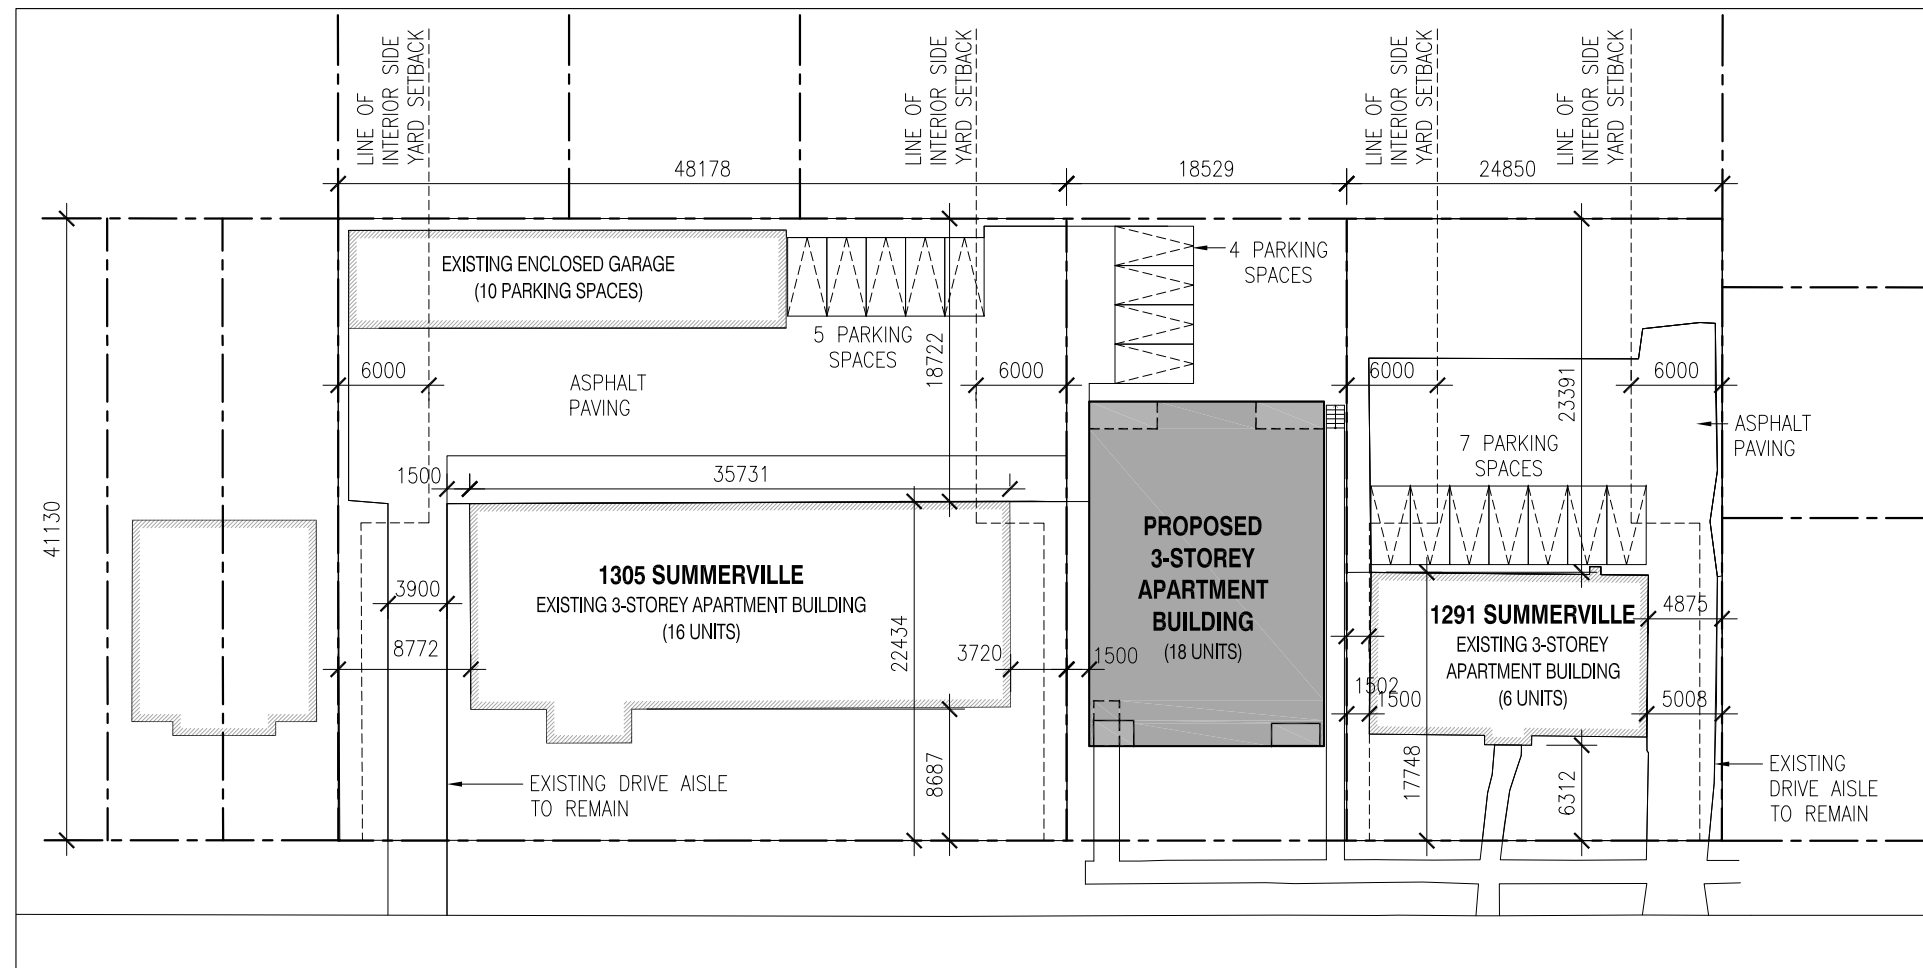 LINE OF
INTERIOR SIDE
YARD SETBACK
LINE OF
INTERIOR SIDE
YARD SETBACK
LINE OF
INTERIOR SIDE
YARD SETBACK
LINE OF
INTERIOR SIDE
YARD SETBACK
48178
18529
24850
EXISTING ENCLOSED GARAGE
(10 PARKING SPACES)
4 PARKING
SPACES
5 PARKING
SPACES
18722
6000
6000
6000
6000
23391
ASPHALT
PAVING
ASPHALT
PAVING
7 PARKING
SPACES
1500
35731
41130
PROPOSED
3-STOREY
APARTMENT
BUILDING
(18 UNITS)
1305 SUMMERVILLE
EXISTING 3-STOREY APARTMENT BUILDING
(16 UNITS)
3900
8772
22434
3720
1500
1291 SUMMERVILLE
EXISTING 3-STOREY
APARTMENT BUILDING
(6 UNITS)
4875
1502
1500
5008
EXISTING DRIVE AISLE
TO REMAIN
8687
17748
6312
EXISTING
DRIVE AISLE
TO REMAIN